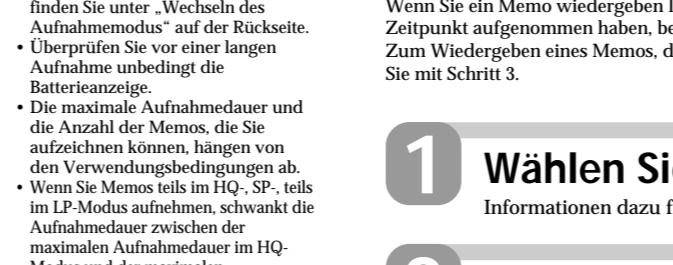 finden Sie unter „Wechseln des
Aufnahmemodus“ auf der Rückseite.
• Überprüfen Sie vor einer langen
Aufnahme unbedingt die
Batterieanzeige.
• Die maximale Aufnahmedauer und
die Anzahl der Memos, die Sie
aufzeichnen können, hängen von
den Verwendungsbedingungen ab.
• Wenn Sie Memos teils im HQ-, SP-, teils
im LP-Modus aufnehmen, schwankt die
Aufnahmedauer zwischen der
maximalen Aufnahmedauer im HQ-
Modus und der maximalen
Wenn Sie ein Memo wiedergeben
Zeitpunkt aufgenommen haben,
Zum Wiedergeben eines Memos,
Sie mit Schritt 3.
1
Wählen
Informationen dazu